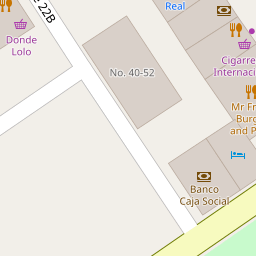 Real
22B
Donde
Lolo
Cigarre
Internaci
No. 40-52
Mr Fr
Burg
and P
Banco
Caja Social